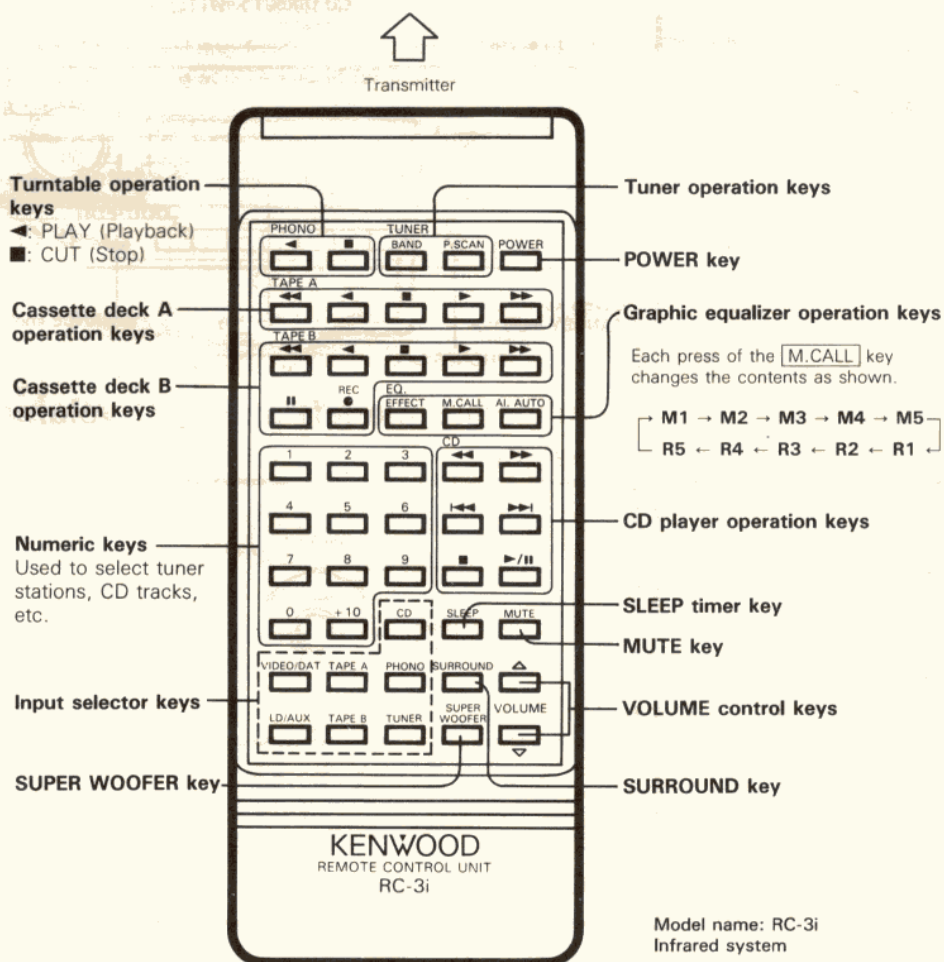 Transmitter
Turntable operation
keys
◄: PLAY (Playback)
■: CUT (Stop)
Cassette deck A
operation keys
Cassette deck B
operation keys
Numeric keys
Used to select tuner
stations, CD tracks,
etc.
Input selector keys
SUPER WOOFER key
PHONO TUNER
◄ ■ BAND P.SCAN POWER
TAPE A
◄◄ ◄ ■ ► ►►
TAPE B
◄◄ ◄ ■ ► ►►
REC EQ.
II ● EFFECT M.CALL AI. AUTO
CD
1 2 3 ◄◄ ►►
4 5 6 I◄◄ ►►I
7 8 9 ■ ►/II
0 +10 CD SLEEP MUTE
VIDEO/DAT TAPE A PHONO SURROUND △
LD/AUX TAPE B TUNER SUPER WOOFER VOLUME
▽
KENWOOD
REMOTE CONTROL UNIT
RC-3i
Tuner operation keys
POWER key
Graphic equalizer operation keys
Each press of the M.CALL key
changes the contents as shown.
→ M1 → M2 → M3 → M4 → M5
R5 ← R4 ← R3 ← R2 ← R1 ←
CD player operation keys
SLEEP timer key
MUTE key
VOLUME control keys
SURROUND key
Model name: RC-3i
Infrared system